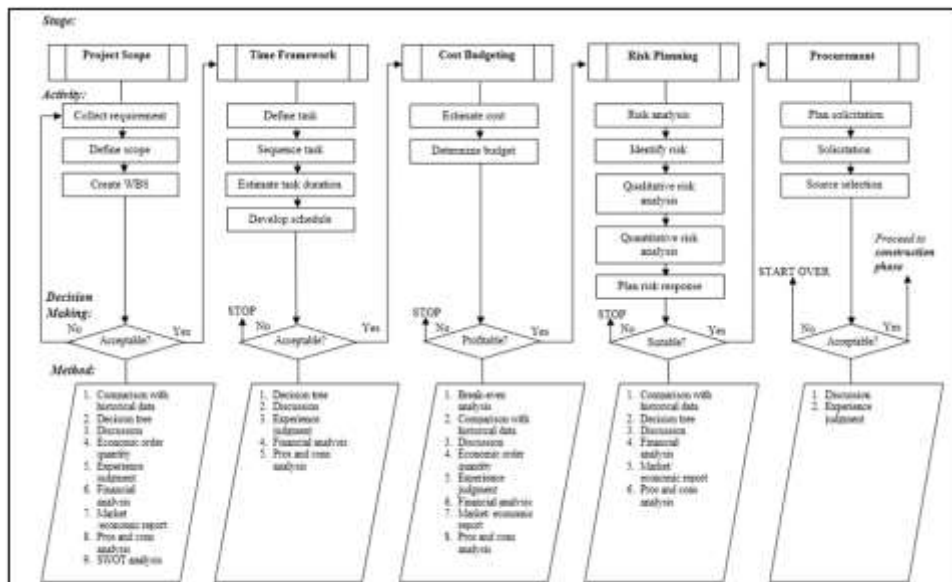 Stage:
Project Scope
Time Framework
Cost Budgeting
Risk Planning
Procurement
Activity:
Collect requirement
Define scope
Create WBS
Define task
Sequence task
Estimate task duration
Develop schedule
Estimate cost
Determine budget
Risk analysis
Identify risk
Qualitative risk
analysis
Quantitative risk
analysis
Plan risk response
Plan solicitation
Solicitation
Source selection
Proceed to
construction
phase
START OVER
Decision
Making:
No
Acceptable?
Yes
STOP
No
Acceptable?
Yes
STOP
No
Profitable?
Yes
STOP
No
Suitable?
Yes
No
Acceptable?
Yes
Method:
1. Comparison with
historical data
2. Decision tree
3. Discussion
4. Economic order
quantity
5. Experience
judgment
6. Financial
analysis
7. Market
economic report
8. Pros and cons
analysis
9. SWOT analysis
1. Decision tree
2. Discussion
3. Experience
judgment
4. Financial analysis
5. Pros and cons
analysis
1. Break-even
analysis
2. Comparison with
historical data
3. Discussion
4. Economic order
quantity
5. Experience
judgment
6. Financial analysis
7. Market economic
report
8. Pros and cons
analysis
1. Comparison with
historical data
2. Decision tree
3. Discussion
4. Financial
analysis
5. Market
economic report
6. Pros and cons
analysis
1. Discussion
2. Experience
judgment